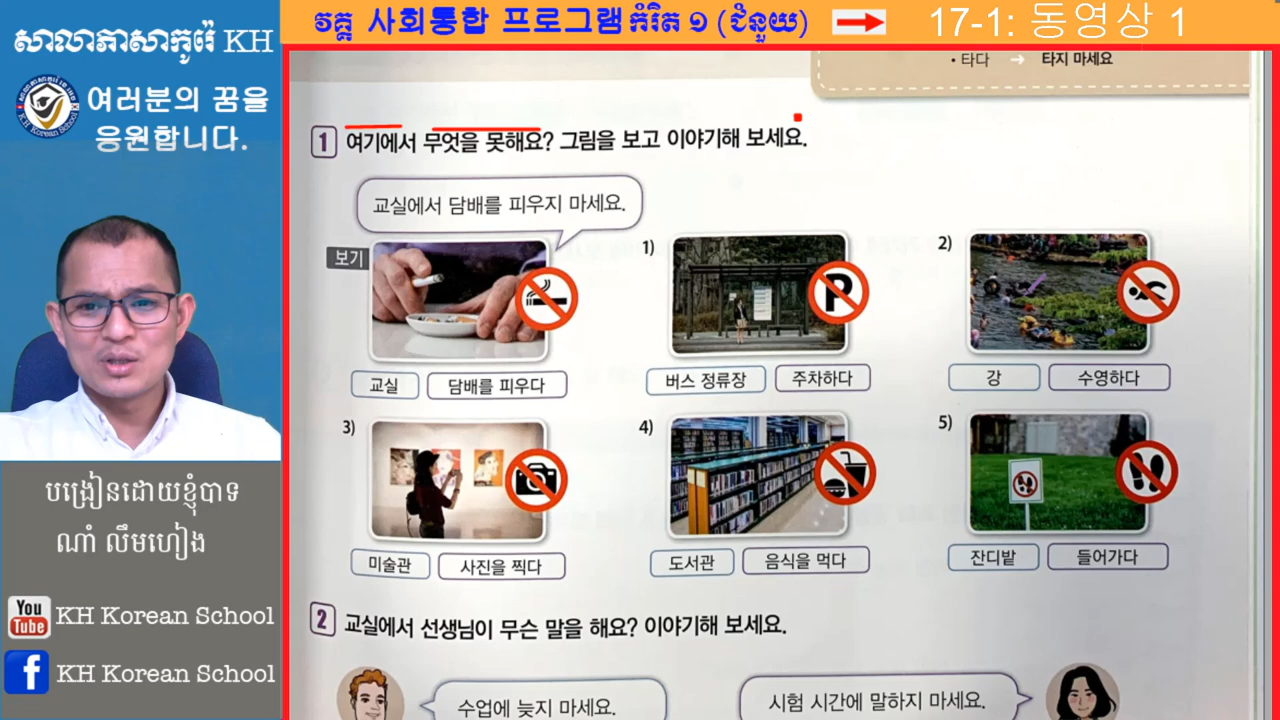 សាលាភាសាកូរ៉េ KH
여러분의 꿈을
응원합니다.
វគ្គ 사회통합 프로그램 កំរិត ១ (ជំនួយ)
17-1: 동영상 1
• 타다 → 타지 마세요
1 여기에서 무엇을 못해요? 그림을 보고 이야기해 보세요.
교실에서 담배를 피우지 마세요.
보기
교실 담배를 피우다
1)
P
버스 정류장 주차하다
2)
강 수영하다
3)
미술관 사진을 찍다
4)
도서관 음식을 먹다
5)
잔디밭 들어가다
2 교실에서 선생님이 무슨 말을 해요? 이야기해 보세요.
수업에 늦지 마세요.
시험 시간에 말하지 마세요.
បង្រៀនដោយខ្ញុំបាទ
ណាំ លឹមហៀង
You Tube KH Korean School
f KH Korean School